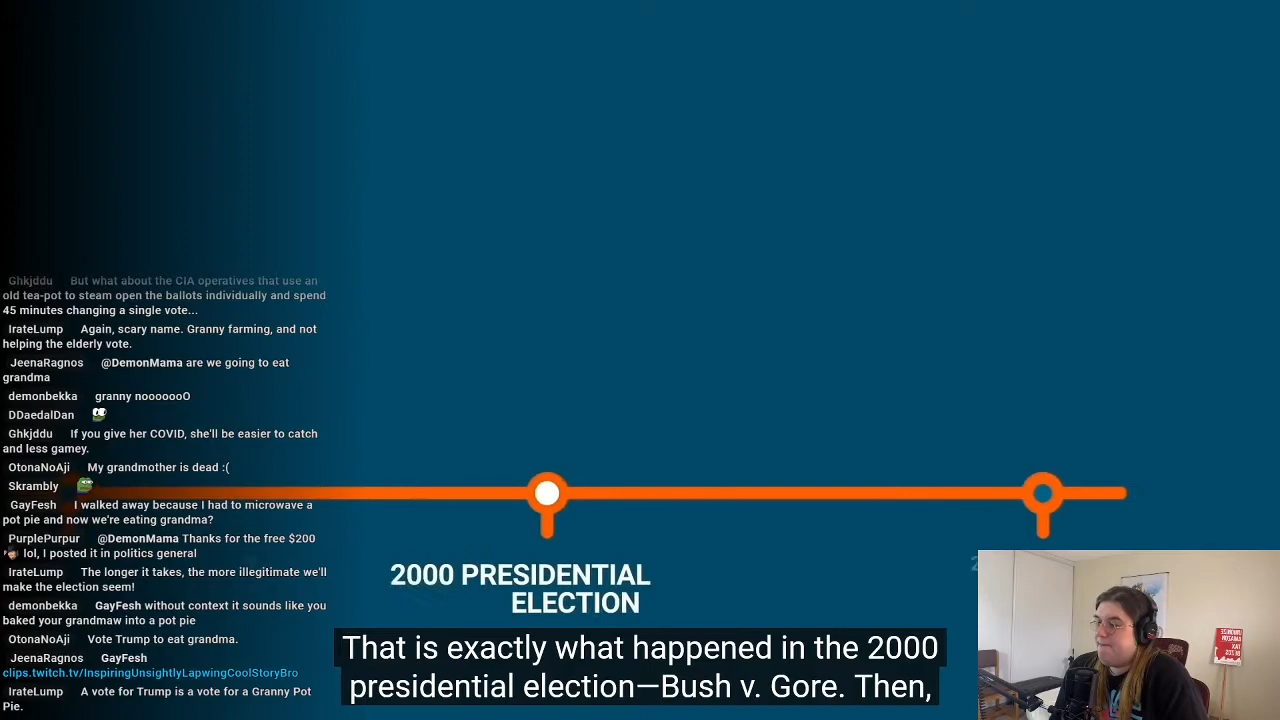 Ghkjddu But what about the CIA operatives that use an
old tea-pot to steam open the ballots individually and spend
45 minutes changing a single vote...
IrateLump Again, scary name. Granny farming, and not
helping the elderly vote.
JeenaRagnos @DemonMama are we going to eat
grandma
demonbekka granny nooooooO
DDaedalDan
Ghkjddu If you give her COVID, she'll be easier to catch
and less gamey.
OtonaNoAji My grandmother is dead :(
Skrambly
GayFesh I walked away because I had to microwave a
pot pie and now we're eating grandma?
PurplePurpur @DemonMama Thanks for the free $200
lol, I posted it in politics general
IrateLump The longer it takes, the more illegitimate we'll
make the election seem!
demonbekka GayFesh without context it sounds like you
baked your grandmaw into a pot pie
OtonaNoAji Vote Trump to eat grandma.
JeenaRagnos GayFesh
clips.twitch.tv/InspiringUnsightlyLapwingCoolStoryBro
IrateLump A vote for Trump is a vote for a Granny Pot
Pie.
2000 PRESIDENTIAL
ELECTION
That is exactly what happened in the 2000
presidential election—Bush v. Gore. Then,